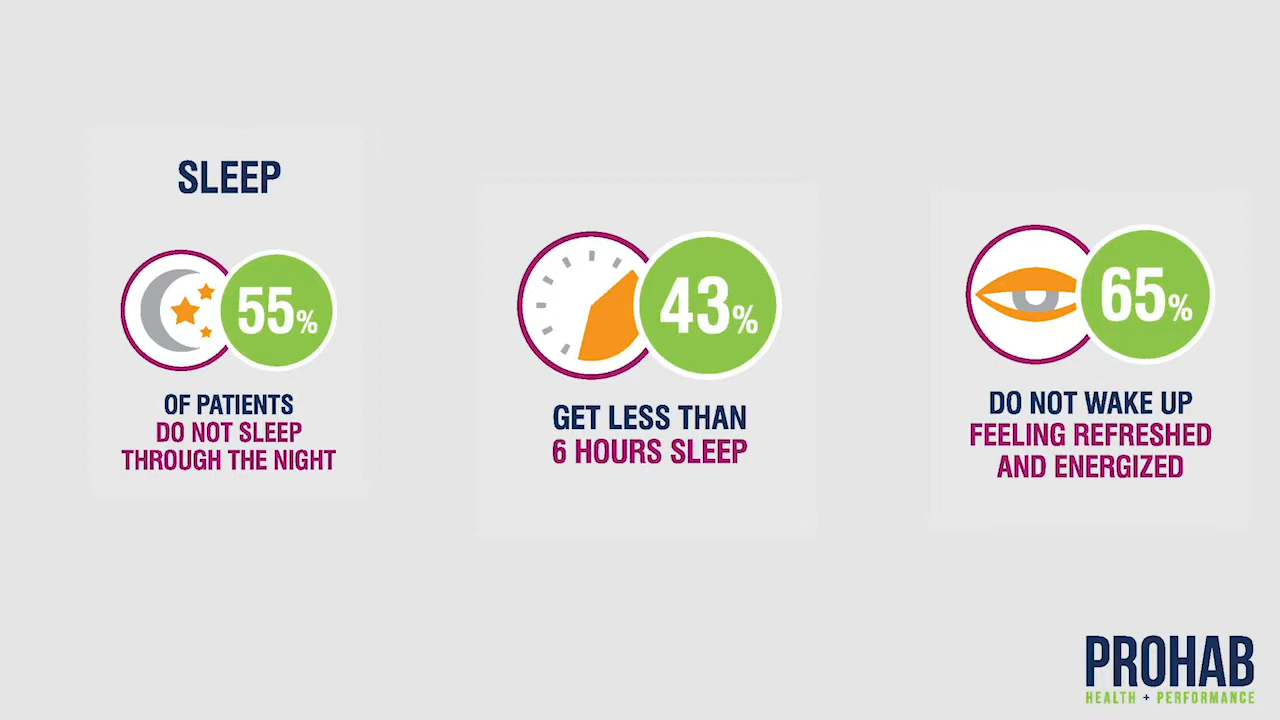 SLEEP
55%
OF PATIENTS
DO NOT SLEEP
THROUGH THE NIGHT
43%
GET LESS THAN
6 HOURS SLEEP
65%
DO NOT WAKE UP
FEELING REFRESHED
AND ENERGIZED
PROHAB
HEALTH + PERFORMANCE